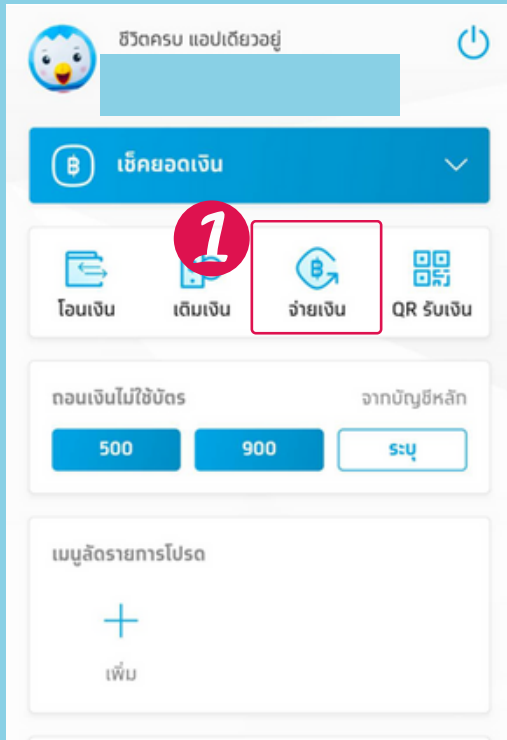 ชีวิตครบ แอปเดียวอยู่
฿ เช็คยอดเงิน
1
โอนเงิน เติมเงิน จ่ายเงิน QR รับเงิน
ถอนเงินไม่ใช้บัตร จากบัญชีหลัก
500 900 ระบุ
เมนูลัดรายการโปรด
เพิ่ม